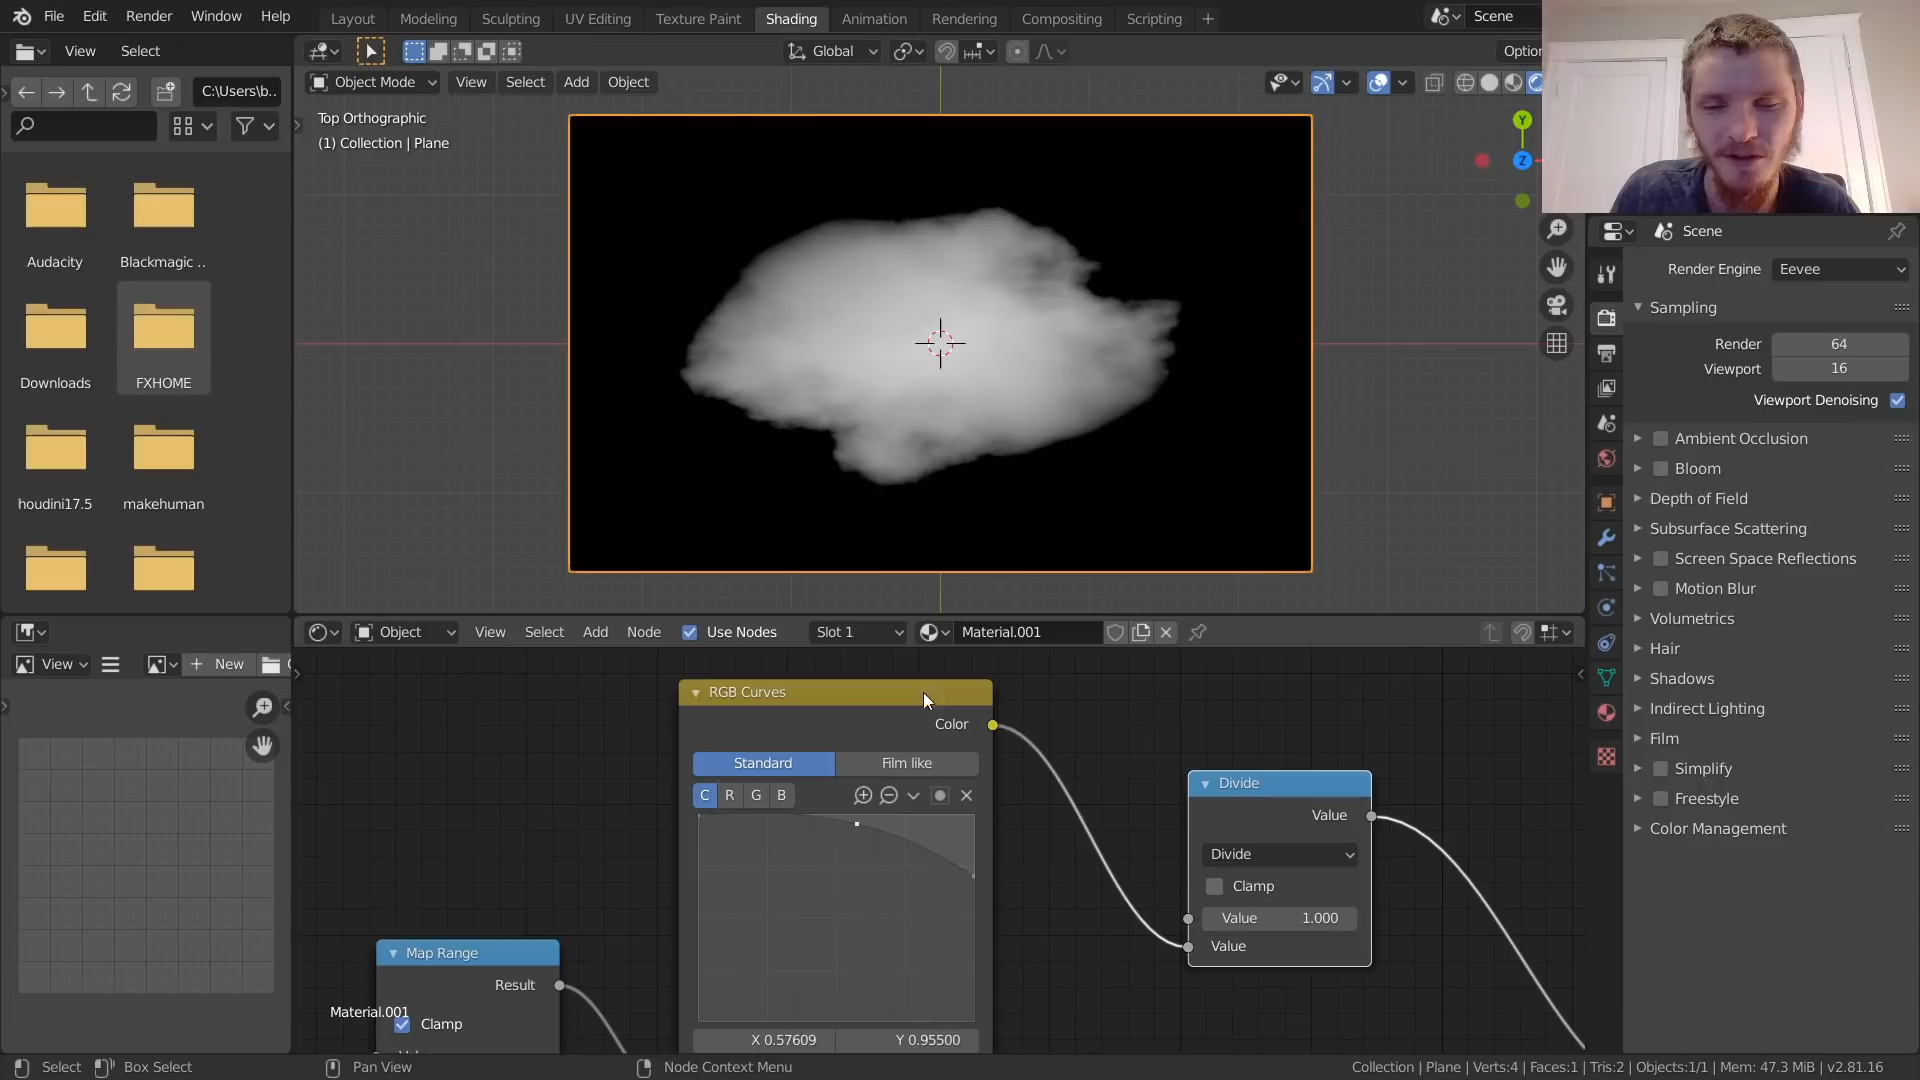 File Edit Render Window Help
Layout Modeling Sculpting UV Editing Texture Paint Shading Animation Rendering Compositing Scripting
Scene
View Select
Global
C:\Users\b..
Object Mode View Select Add Object
Top Orthographic
(1) Collection | Plane
Y
Z
Audacity Blackmagic ..
Downloads FXHOME
houdini17.5 makehuman
Scene
Render Engine Eevee
Sampling
Render 64
Viewport 16
Viewport Denoising
Ambient Occlusion
Bloom
Depth of Field
Subsurface Scattering
Screen Space Reflections
Motion Blur
Volumetrics
Hair
Shadows
Indirect Lighting
Film
Simplify
Freestyle
Color Management
Object View Select Add Node Use Nodes Slot 1 Material.001
View New
RGB Curves
Color
Standard Film like
C R G B
X 0.57609 Y 0.95500
Divide
Value
Divide
Clamp
Value 1.000
Value
Map Range
Result
Material.001
Clamp
Select Box Select Pan View Node Context Menu
Collection | Plane | Verts:4 | Faces:1 | Tris:2 | Objects:1/1 | Mem: 47.3 MiB | v2.81.16